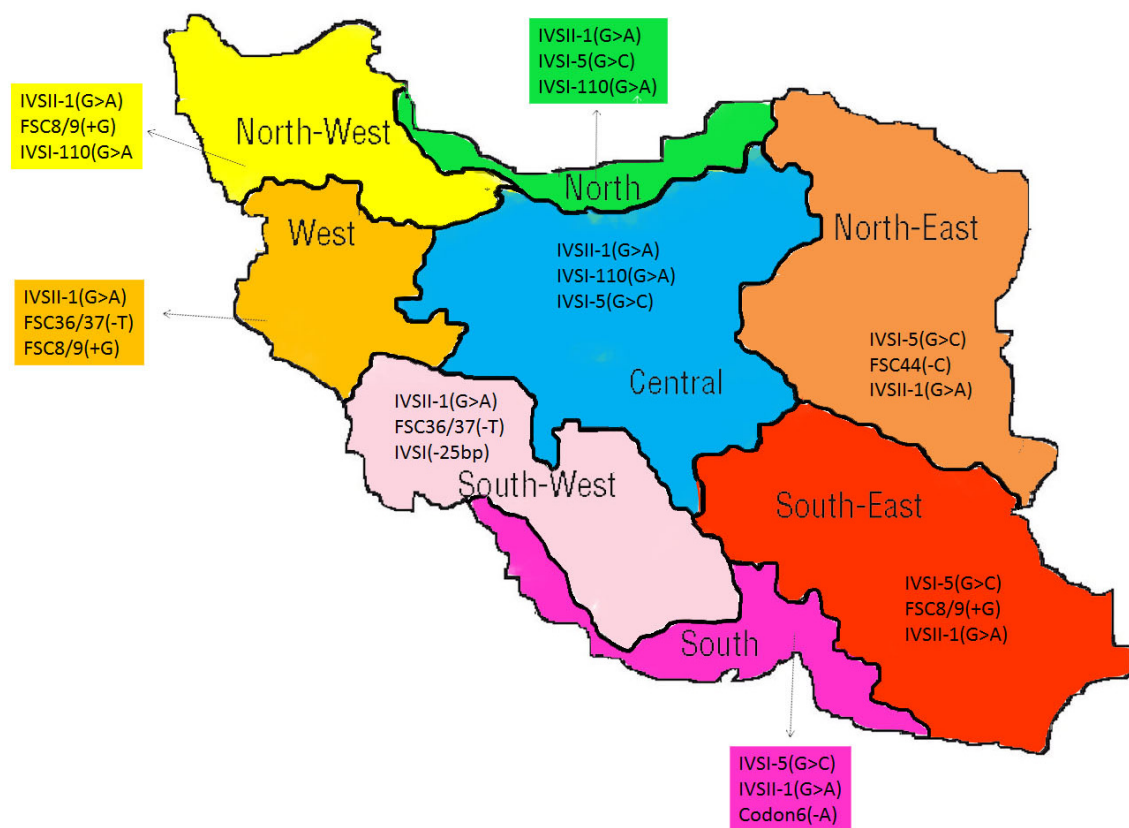 IVSII-1(G>A)
IVSI-5(G>C)
IVSI-110(G>A)
IVSII-1(G>A)
FSC8/9(+G)
IVSI-110(G>A
North-West
North
North-East
West
IVSII-1(G>A)
IVSI-110(G>A)
IVSI-5(G>C)
IVSII-1(G>A)
FSC36/37(-T)
FSC8/9(+G)
IVSI-5(G>C)
FSC44(-C)
IVSII-1(G>A)
Central
IVSII-1(G>A)
FSC36/37(-T)
IVSI(-25bp)
South-West
South-East
IVSI-5(G>C)
FSC8/9(+G)
IVSII-1(G>A)
South
IVSI-5(G>C)
IVSII-1(G>A)
Codon6(-A)